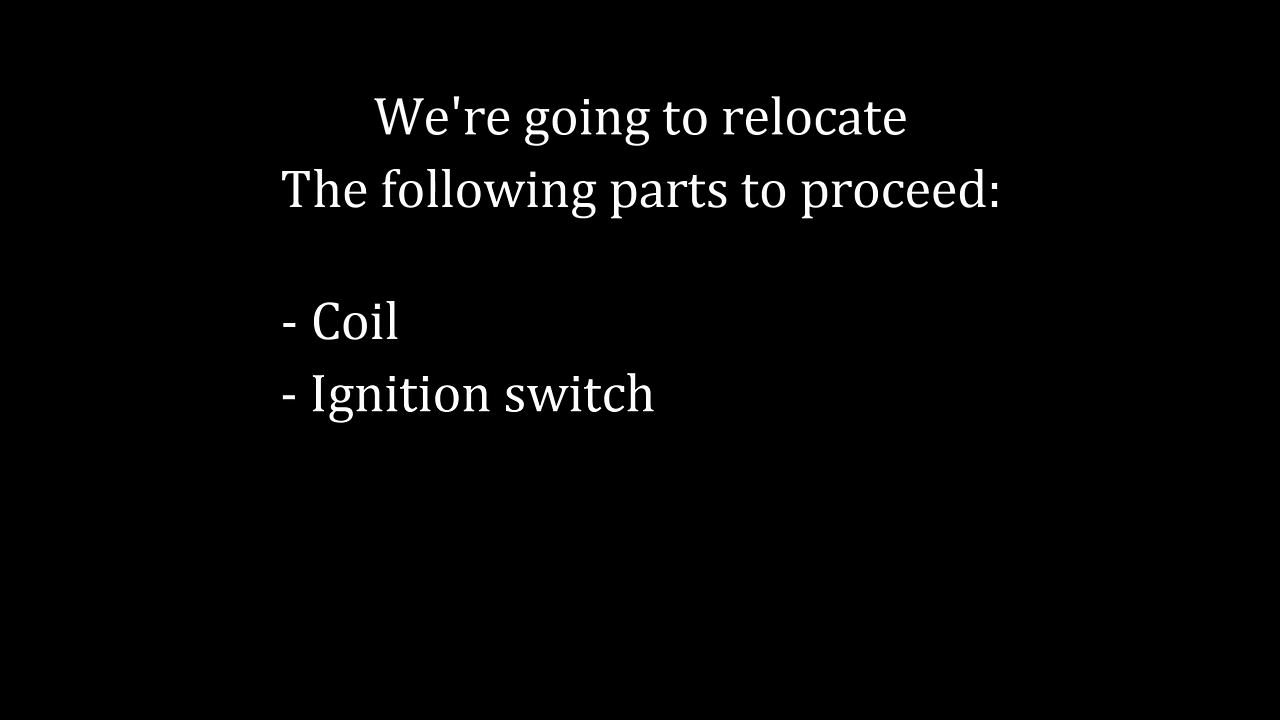 We're going to relocate
The following parts to proceed:
- Coil
- Ignition switch